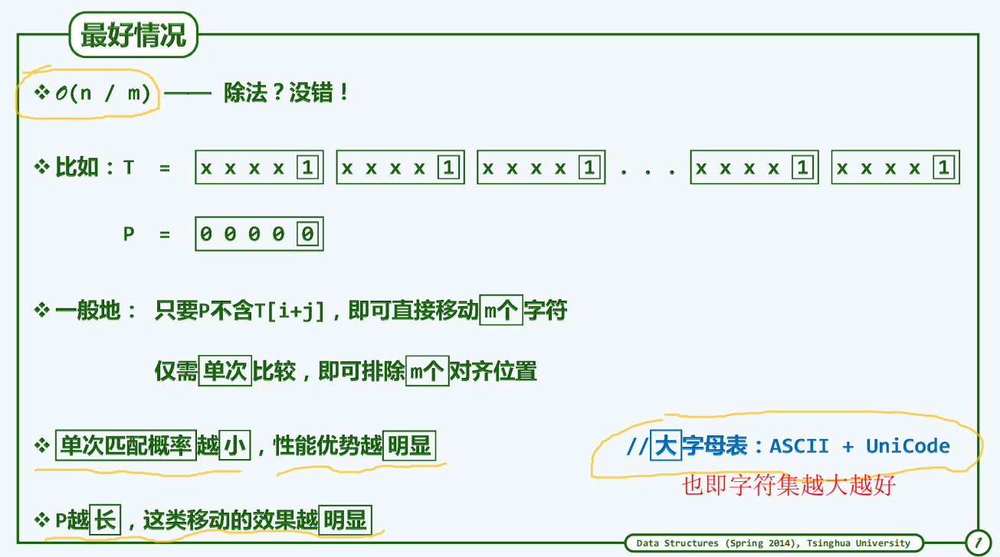 最好情况
❖ O(n / m) —— 除法？没错！
❖ 比如：T = x x x x 1 x x x x 1 x x x x 1 . . . x x x x 1 x x x x 1
P = 0 0 0 0 0
❖ 一般地： 只要P不含T[i+j]，即可直接移动m个字符
仅需单次比较，即可排除m个对齐位置
❖ 单次匹配概率越小，性能优势越明显 //大字母表：ASCII + UniCode
也即字符集越大越好
❖ P越长，这类移动的效果越明显
Data Structures (Spring 2014), Tsinghua University 1